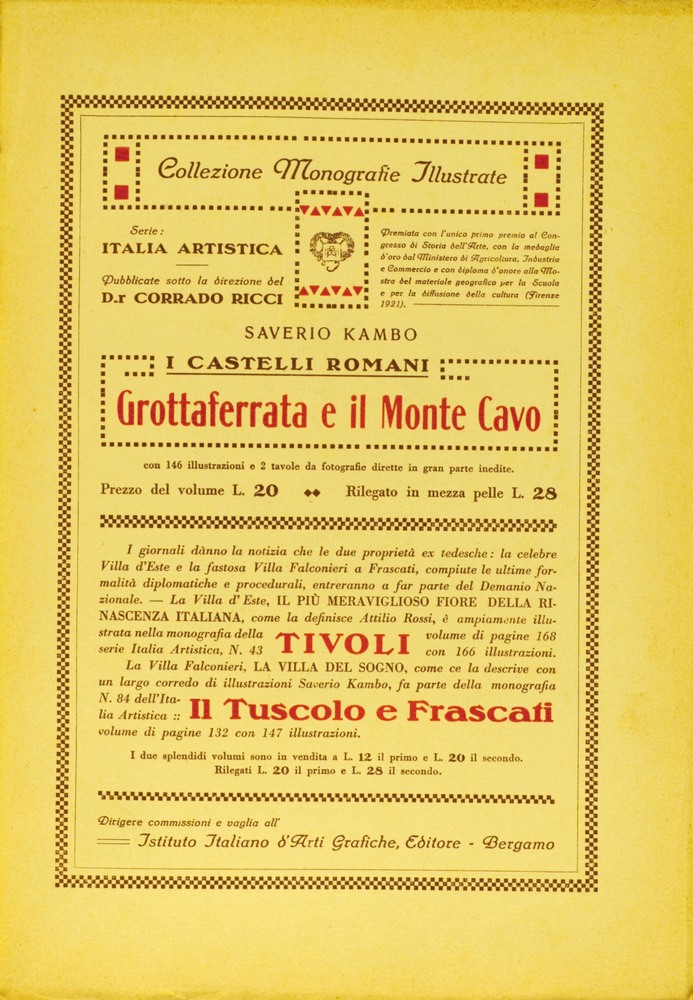 Collezione Monografie Illustrate
Serie:
ITALIA ARTISTICA
Pubblicate sotto la direzione del
D.r CORRADO RICCI
Premiata con l'unico primo premio al Con-
gresso di Storia dell'Arte, con la medaglia
d'oro dal Ministero di Agricoltura, Industria
e Commercio e con diploma d'onore alla Mo-
stra del materiale geografico per la Scuola
e per la diffusione della cultura (Firenze
1921).
SAVERIO KAMBO
I CASTELLI ROMANI
Grottaferrata e il Monte Cavo
con 146 illustrazioni e 2 tavole da fotografie dirette in gran parte inedite.
Prezzo del volume L. 20 ◆◆ Rilegato in mezza pelle L. 28
I giornali dànno la notizia che le due proprietà ex tedesche: la celebre
Villa d'Este e la fastosa Villa Falconieri a Frascati, compiute le ultime for-
malità diplomatiche e procedurali, entreranno a far parte del Demanio Na-
zionale. — La Villa d'Este, IL PIÙ MERAVIGLIOSO FIORE DELLA RI-
NASCENZA ITALIANA, come la definisce Attilio Rossi, è ampiamente illu-
strata nella monografia della
serie Italia Artistica, N. 43
TIVOLI
volume di pagine 168
con 166 illustrazioni.
La Villa Falconieri, LA VILLA DEL SOGNO, come ce la descrive con
un largo corredo di illustrazioni Saverio Kambo, fa parte della monografia
N. 84 dell'Ita-
lia Artistica ::
Il Tuscolo e Frascati
volume di pagine 132 con 147 illustrazioni.
I due splendidi volumi sono in vendita a L. 12 il primo e L. 20 il secondo.
Rilegati L. 20 il primo e L. 28 il secondo.
Dirigere commissioni e vaglia all'
Istituto Italiano d'Arti Grafiche, Editore - Bergamo